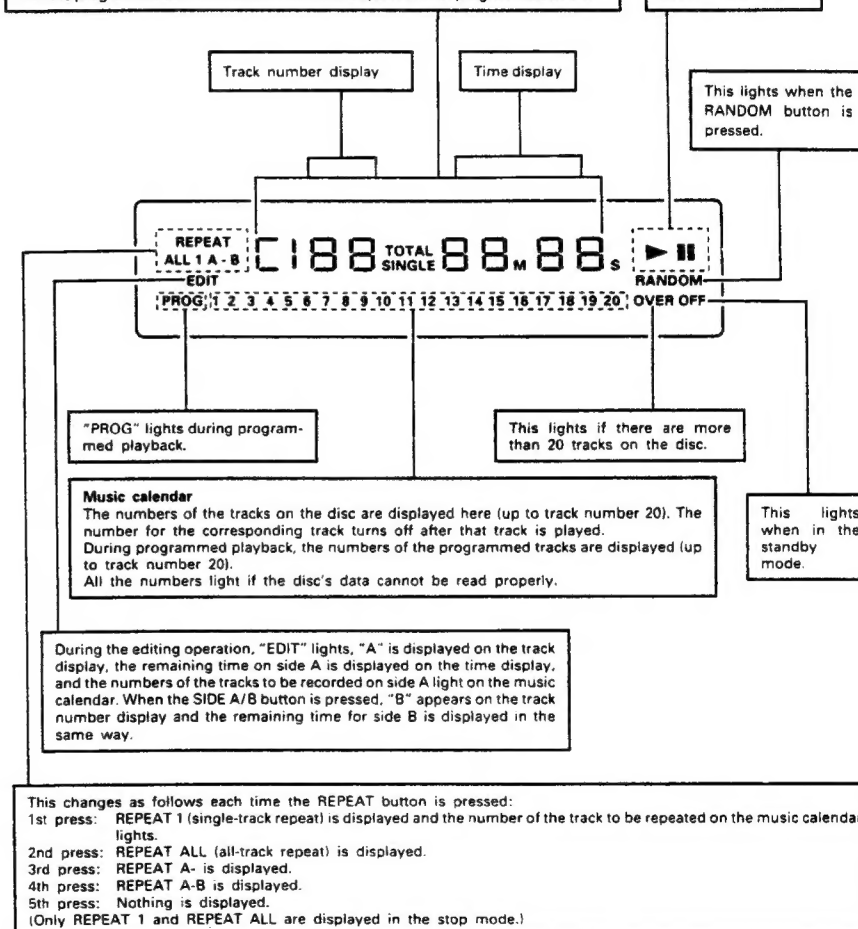 Track number display
Time display
This lights when the
RANDOM button is
pressed.
REPEAT
ALL 1 A - B
TOTAL
SINGLE
88 M 88 S
EDIT
RANDOM
PROG 1 2 3 4 5 6 7 8 9 10 11 12 13 14 15 16 17 18 19 20 OVER OFF
"PROG" lights during program-
med playback.
This lights if there are more
than 20 tracks on the disc.
Music calendar
The numbers of the tracks on the disc are displayed here (up to track number 20). The
number for the corresponding track turns off after that track is played.
During programmed playback, the numbers of the programmed tracks are displayed (up
to track number 20).
All the numbers light if the disc's data cannot be read properly.
This lights
when in the
standby
mode.
During the editing operation, "EDIT" lights, "A" is displayed on the track
display, the remaining time on side A is displayed on the time display,
and the numbers of the tracks to be recorded on side A light on the music
calendar. When the SIDE A/B button is pressed, "B" appears on the track
number display and the remaining time for side B is displayed in the
same way.
This changes as follows each time the REPEAT button is pressed:
1st press: REPEAT 1 (single-track repeat) is displayed and the number of the track to be repeated on the music calendar
lights.
2nd press: REPEAT ALL (all-track repeat) is displayed.
3rd press: REPEAT A- is displayed.
4th press: REPEAT A-B is displayed.
5th press: Nothing is displayed.
(Only REPEAT 1 and REPEAT ALL are displayed in the stop mode.)